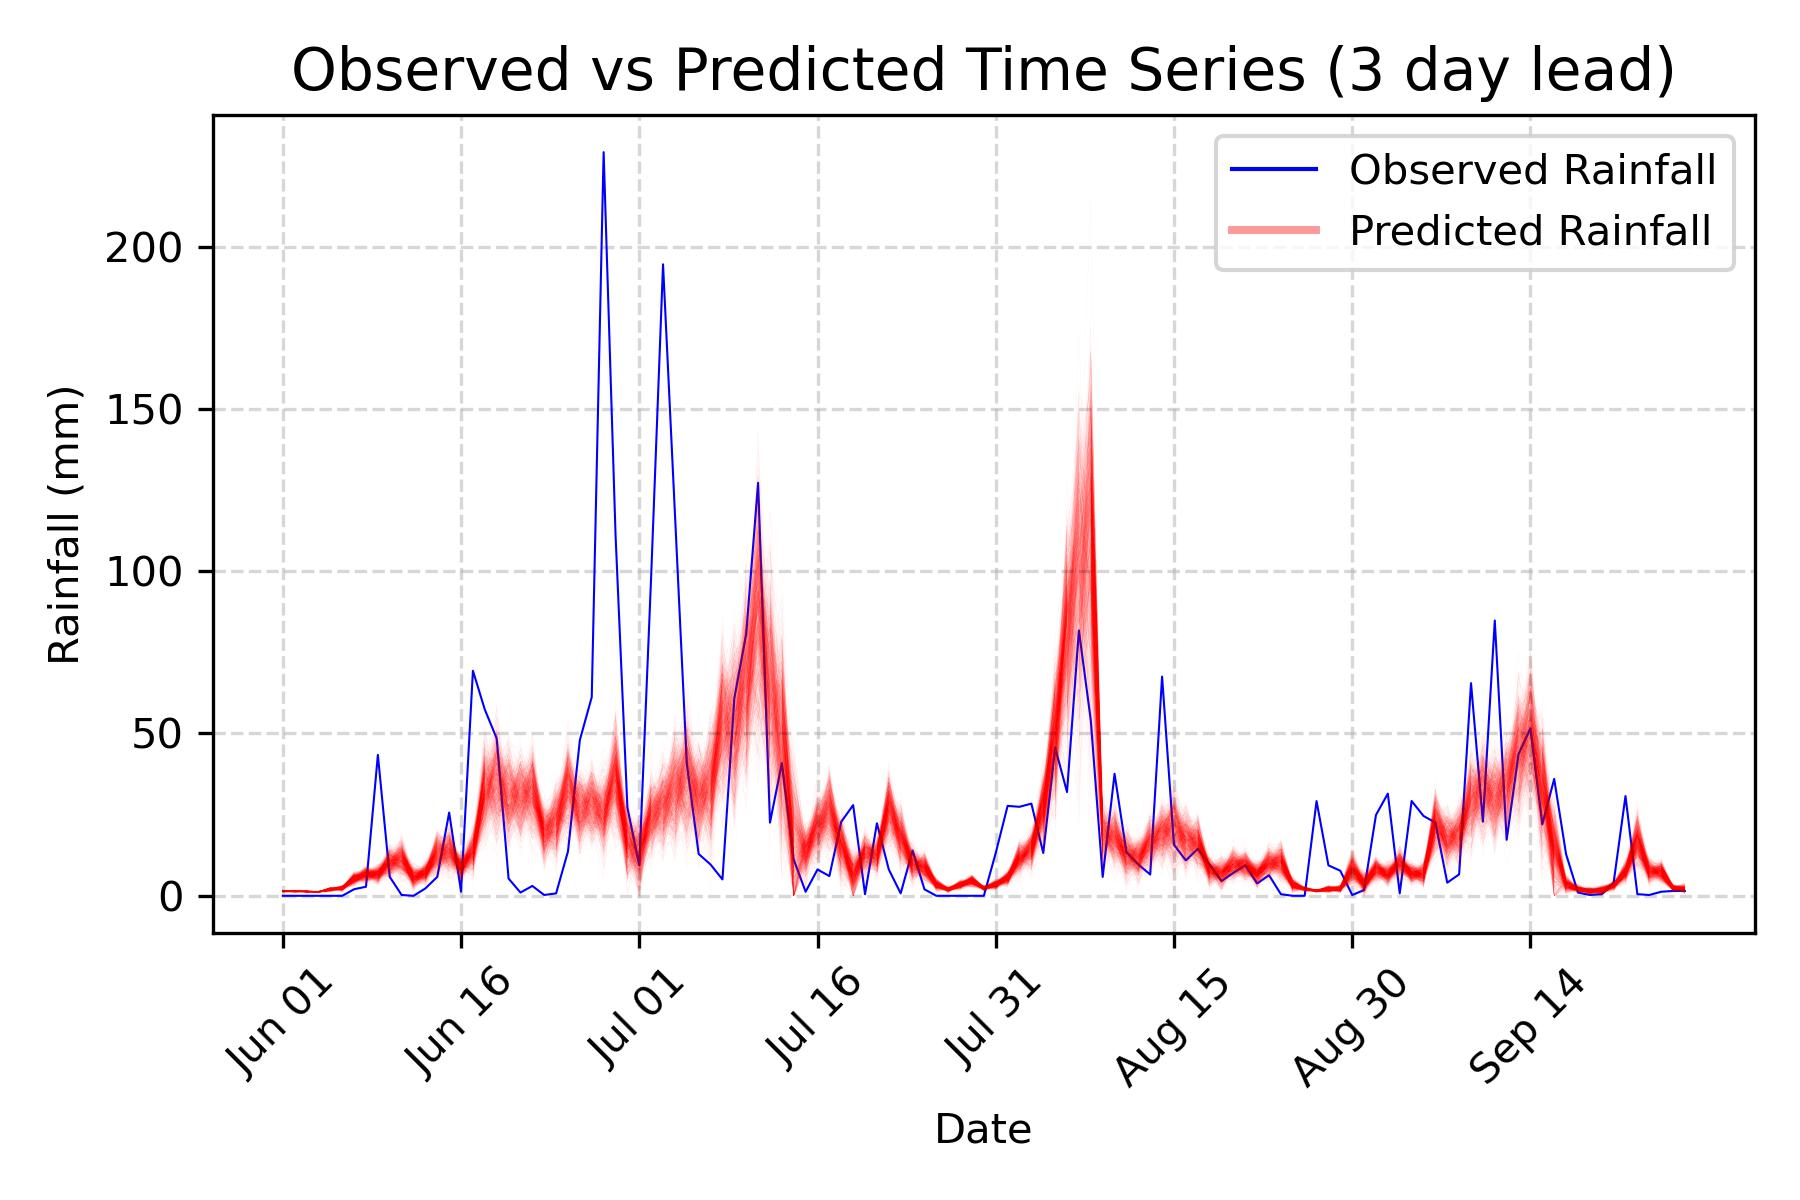 Observed vs Predicted Time Series (3 day lead)
Observed Rainfall
Predicted Rainfall
Rainfall (mm)
200
150
100
50
0
Jun 01
Jun 16
Jul 01
Jul 16
Jul 31
Aug 15
Aug 30
Sep 14
Date